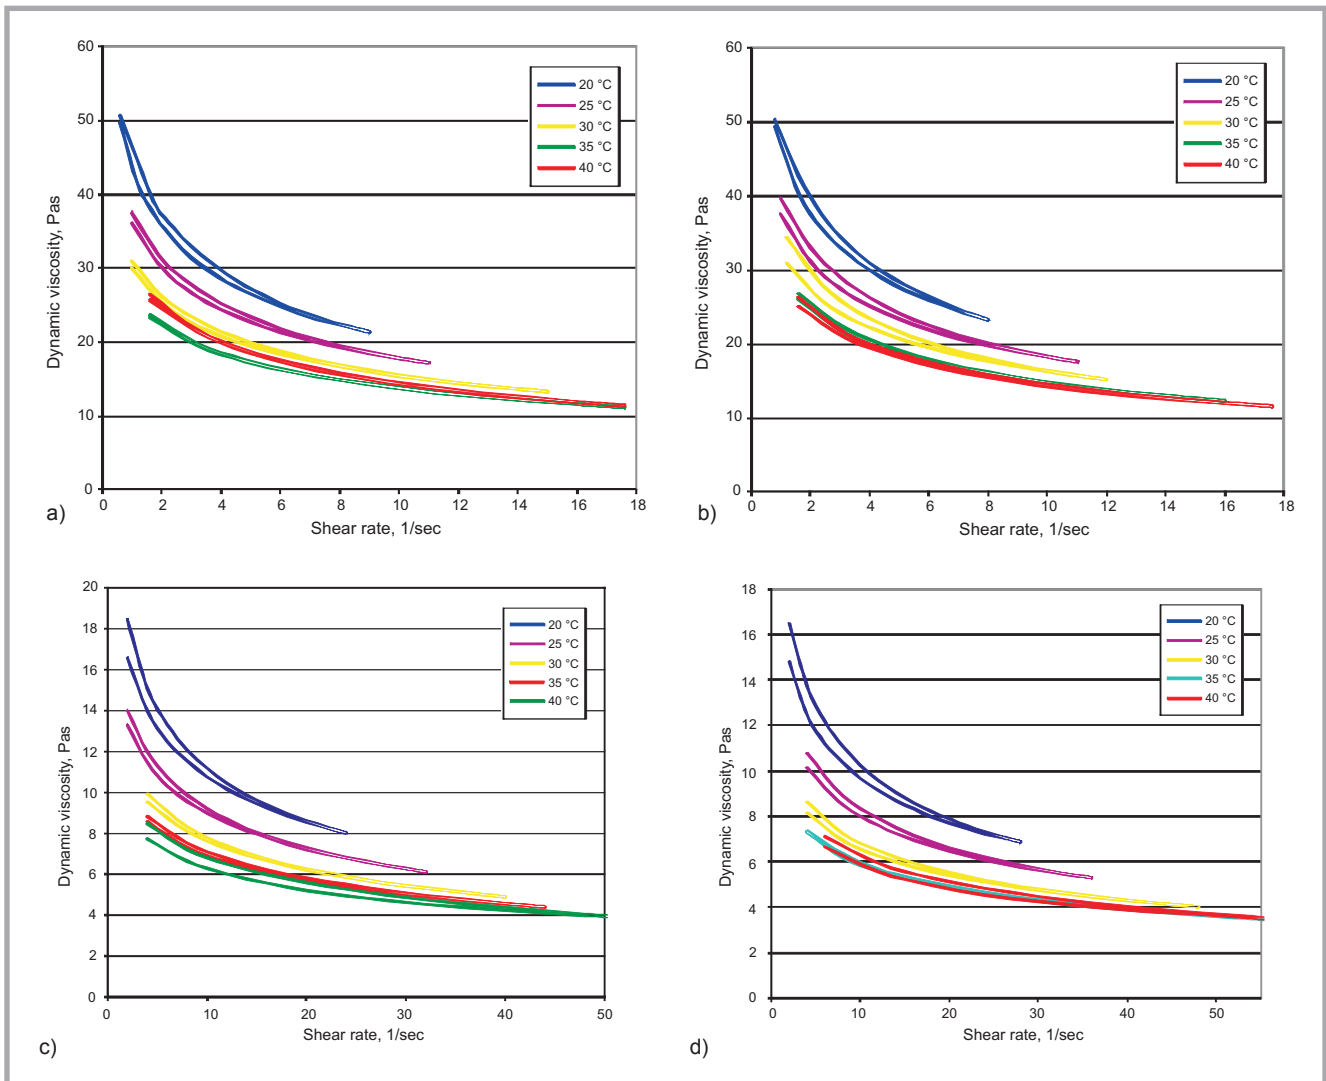 60
50
40
30
20
10
0
Dynamic viscosity, Pas
20 °C
25 °C
30 °C
35 °C
40 °C
0 2 4 6 8 10 12 14 16 18
Shear rate, 1/sec
a)
60
50
40
30
20
10
0
Dynamic viscosity, Pas
20 °C
25 °C
30 °C
35 °C
40 °C
2 4 6 8 10 12 14 16 18
Shear rate, 1/sec
b)
20
18
16
14
12
10
8
6
4
2
0
Dynamic viscosity, Pas
20 °C
25 °C
30 °C
35 °C
40 °C
0 10 20 30 40 50
Shear rate, 1/sec
c)
18
16
14
12
10
8
6
4
2
0
Dynamic viscosity, Pas
20 °C
25 °C
30 °C
35 °C
40 °C
0 10 20 30 40 50
Shear rate, 1/sec
d)